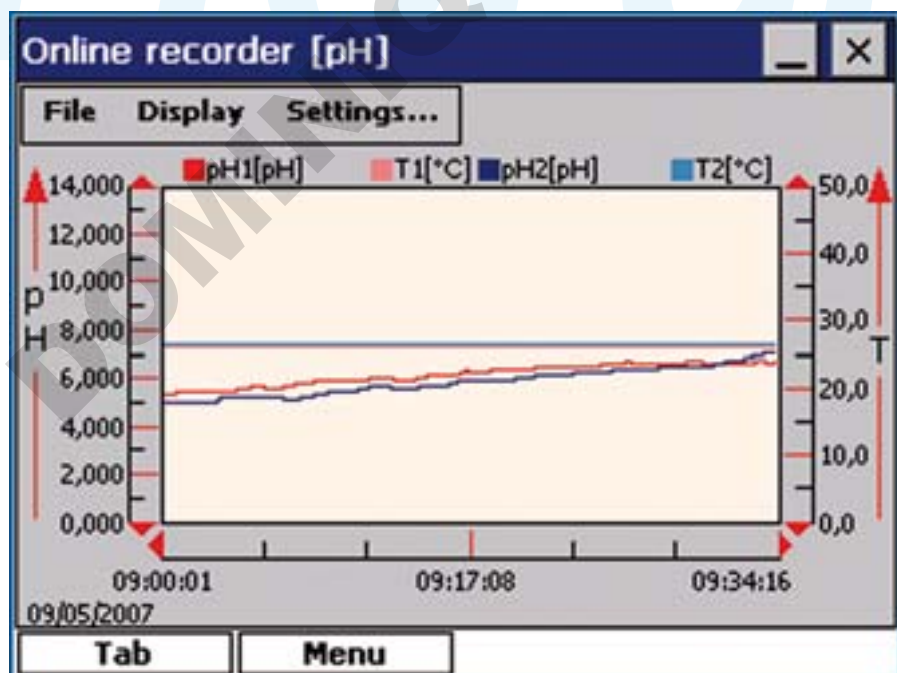 Online recorder [pH]
File Display Settings...
pH1[pH] T1[°C] pH2[pH] T2[°C]
14,000 50,0
12,000
40,0
10,000
pH
8,000 30,0
T
6,000 20,0
4,000
10,0
2,000
0,000 0,0
09:00:01 09:17:08 09:34:16
09/05/2007
Tab Menu
DOMINIQ